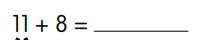 11 + 8 = ________